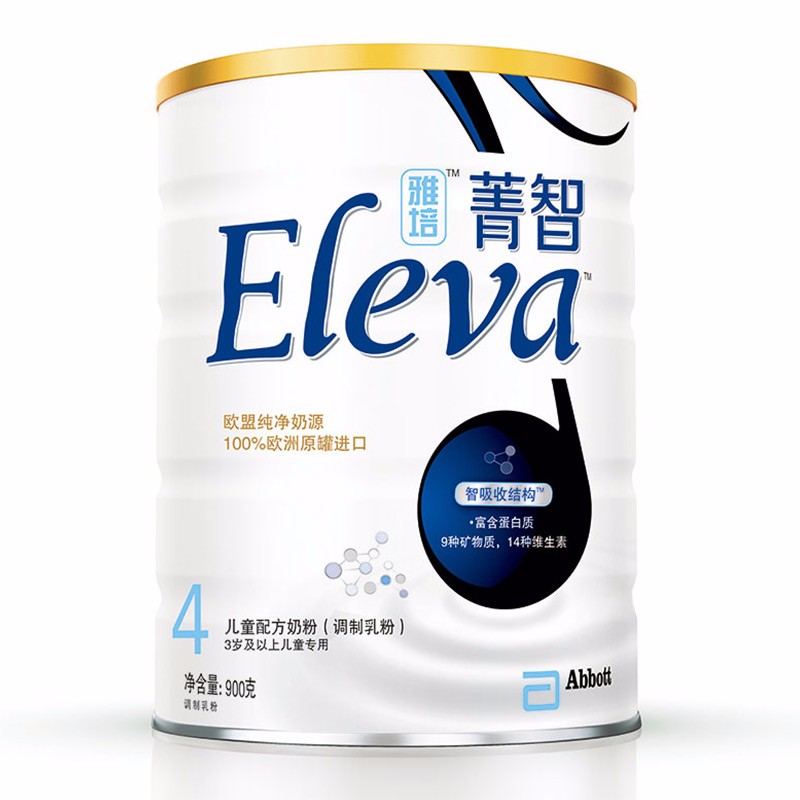 雅培™
菁智
Eleva™
欧盟纯净奶源
100%欧洲原罐进口
智吸收结构™
•富含蛋白质
9种矿物质，14种维生素
4
儿童配方奶粉（调制乳粉）
3岁及以上儿童专用
净含量: 900克
调制乳粉
Abbott